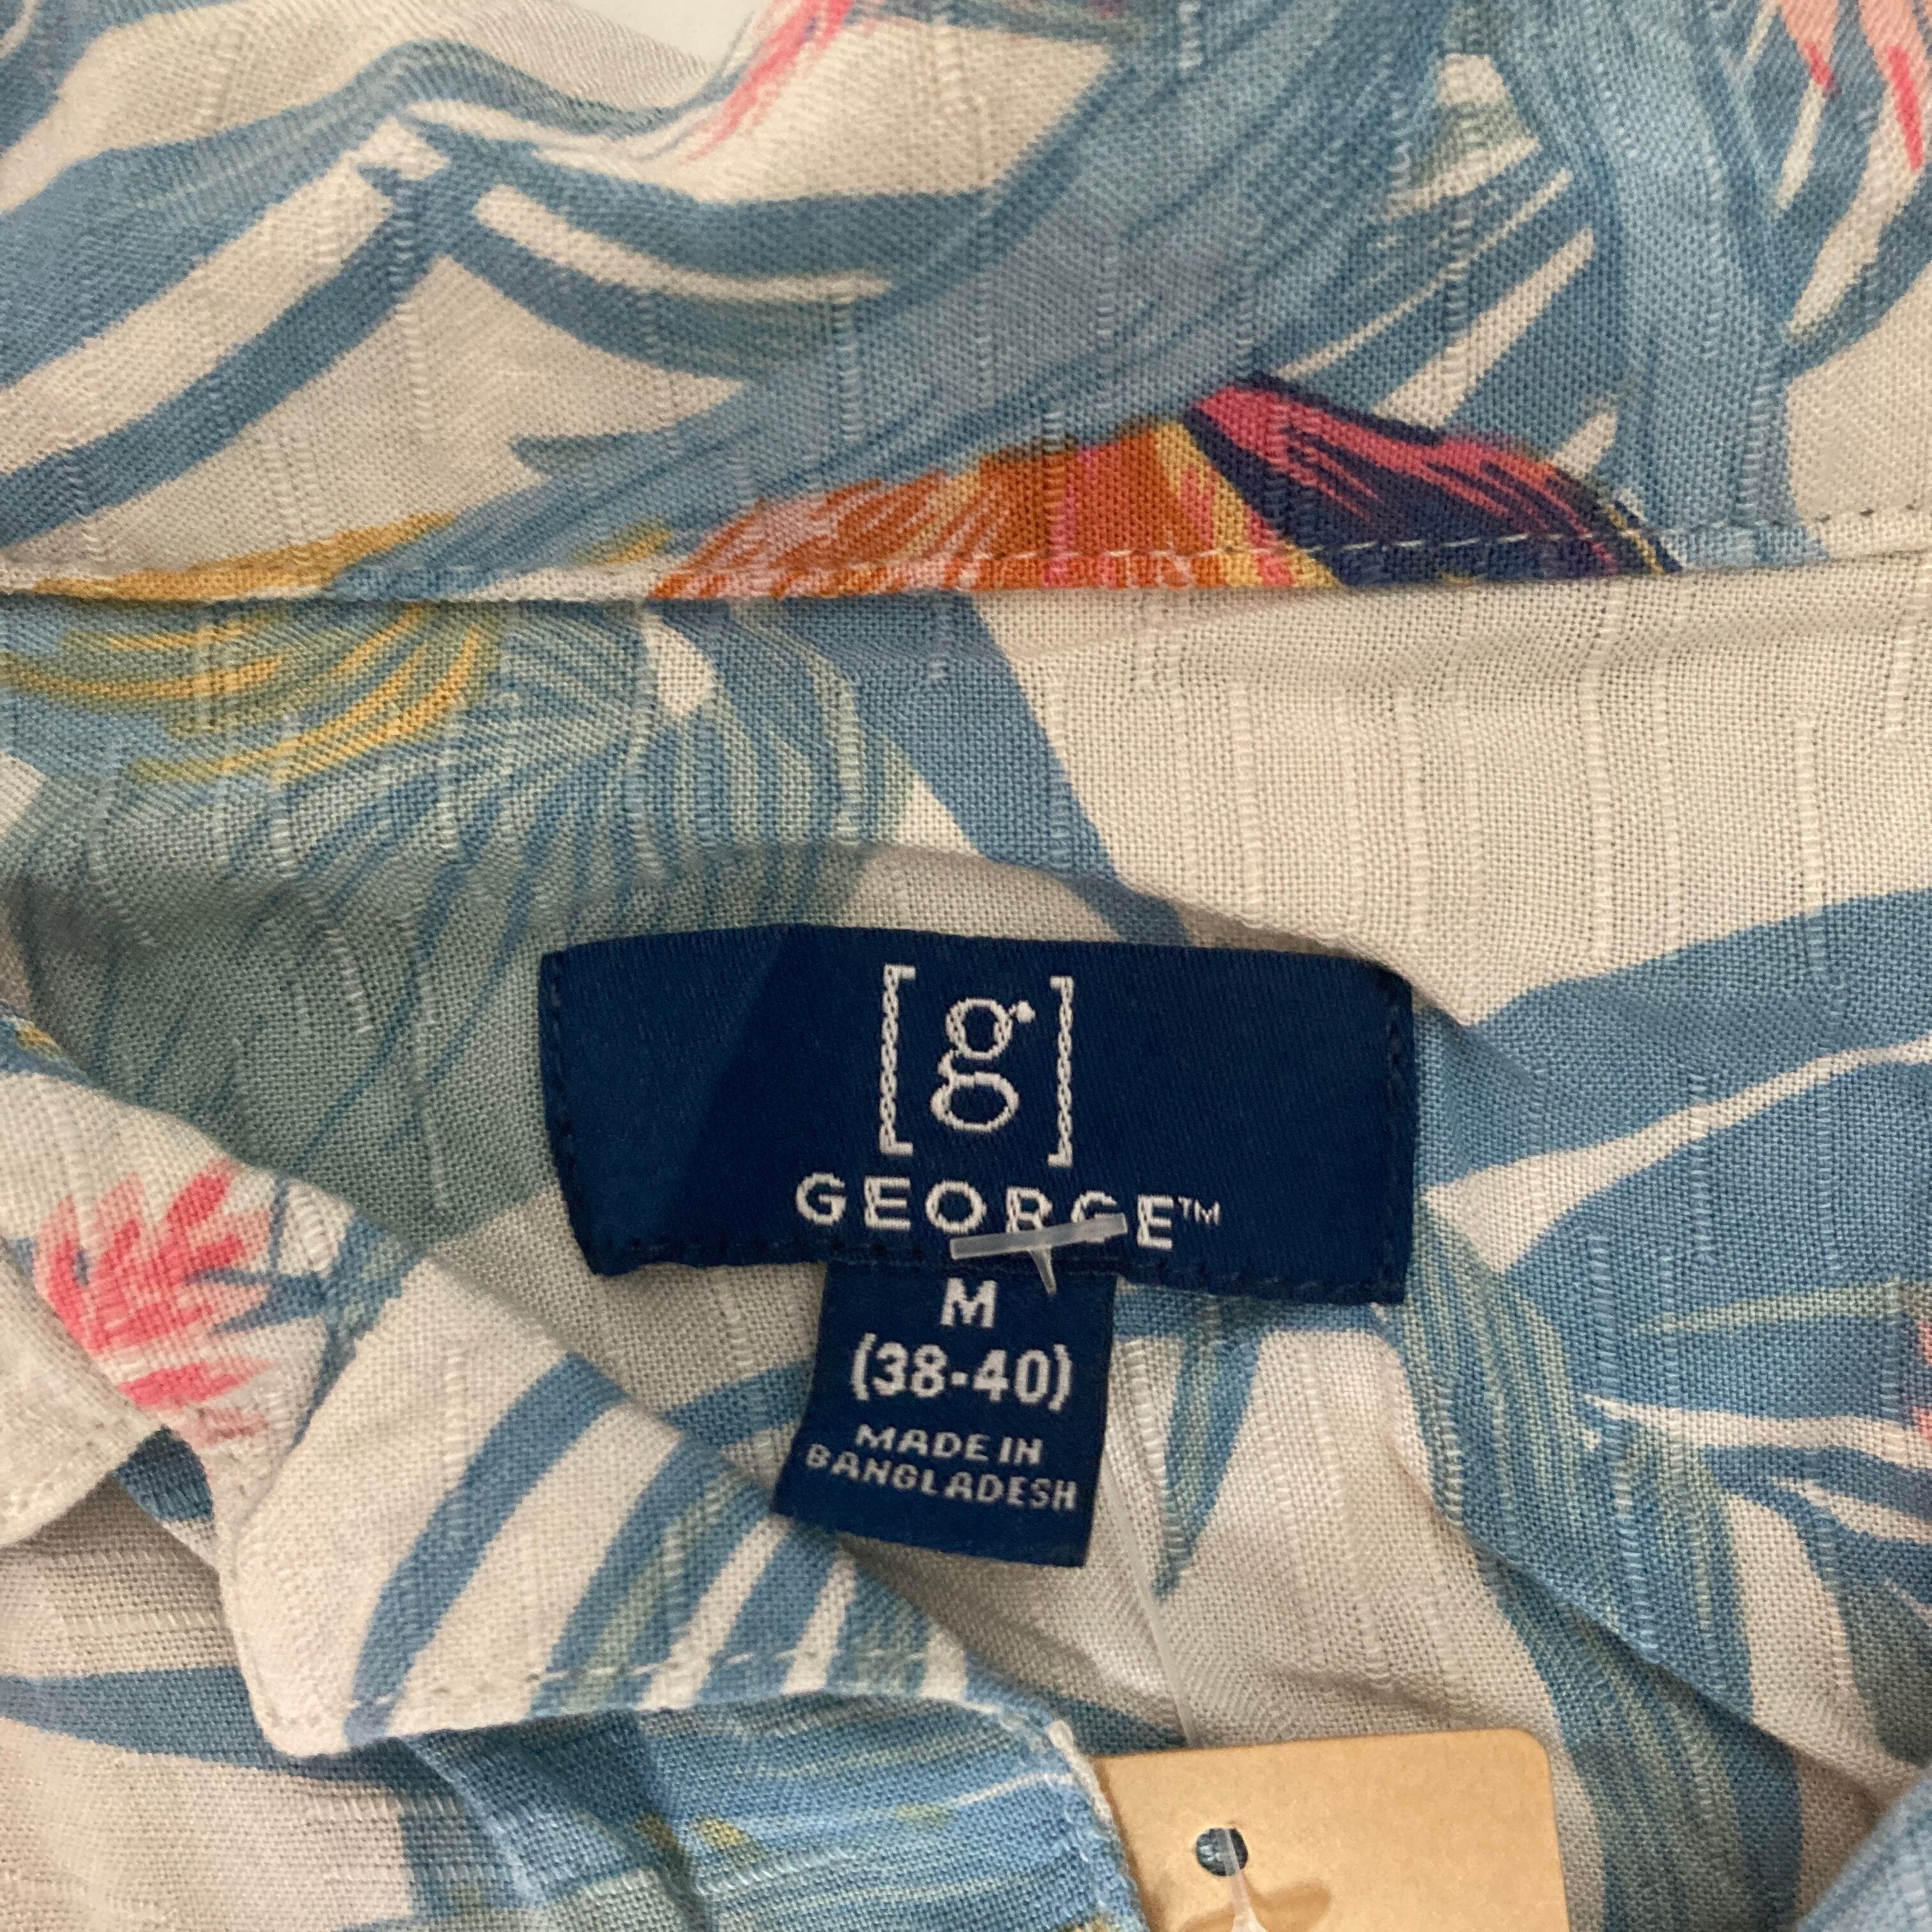 [g]
GEORGE™
M
(38-40)
MADE IN
BANGLADESH